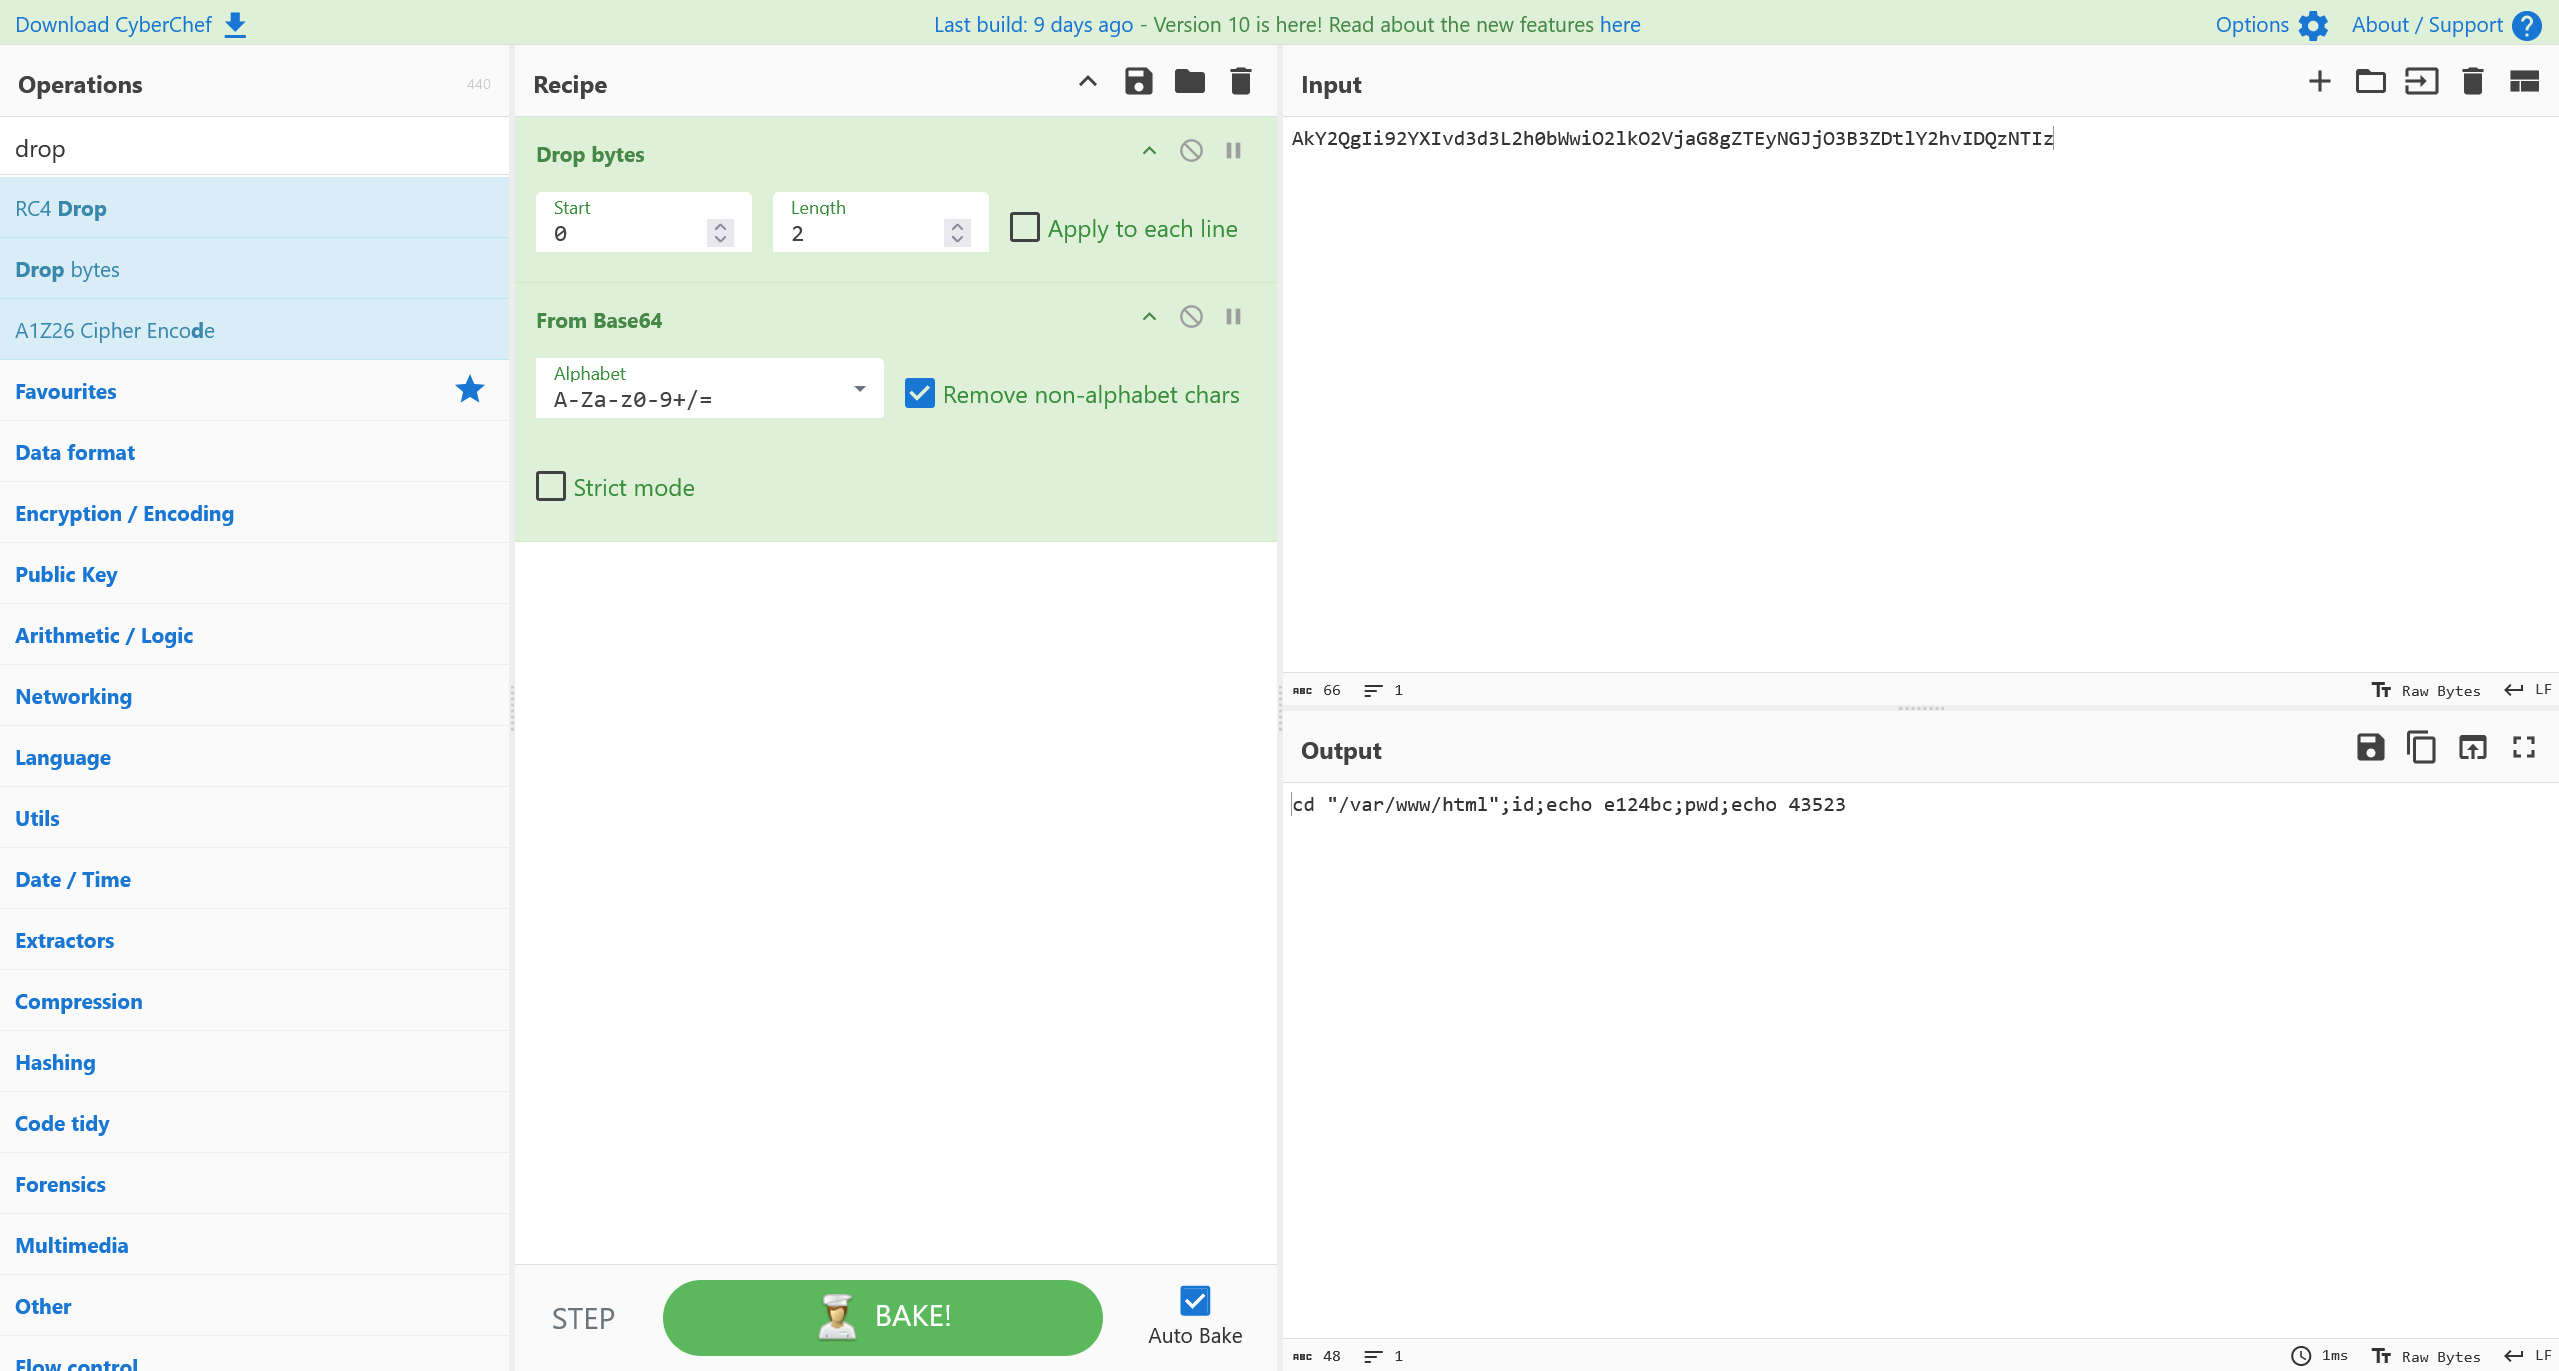 Download CyberChef
Last build: 9 days ago - Version 10 is here! Read about the new features here
Options
About / Support
Operations
440
drop
RC4 Drop
Drop bytes
A1Z26 Cipher Encode
Favourites
Data format
Encryption / Encoding
Public Key
Arithmetic / Logic
Networking
Language
Utils
Date / Time
Extractors
Compression
Hashing
Code tidy
Forensics
Multimedia
Other
Flow control
Recipe
Drop bytes
Start
0
Length
2
Apply to each line
From Base64
Alphabet
A-Za-z0-9+/=
Remove non-alphabet chars
Strict mode
STEP
BAKE!
Auto Bake
Input
AkY2QgIi92YXIvd3d3L2h0bWwiO2lkO2VjaG8gZTEyNGJjO3B3ZDtlY2hvIDQzNTIz
ABC 66 1
Raw Bytes LF
Output
cd "/var/www/html";id;echo e124bc;pwd;echo 43523
ABC 48 1
1ms Raw Bytes LF